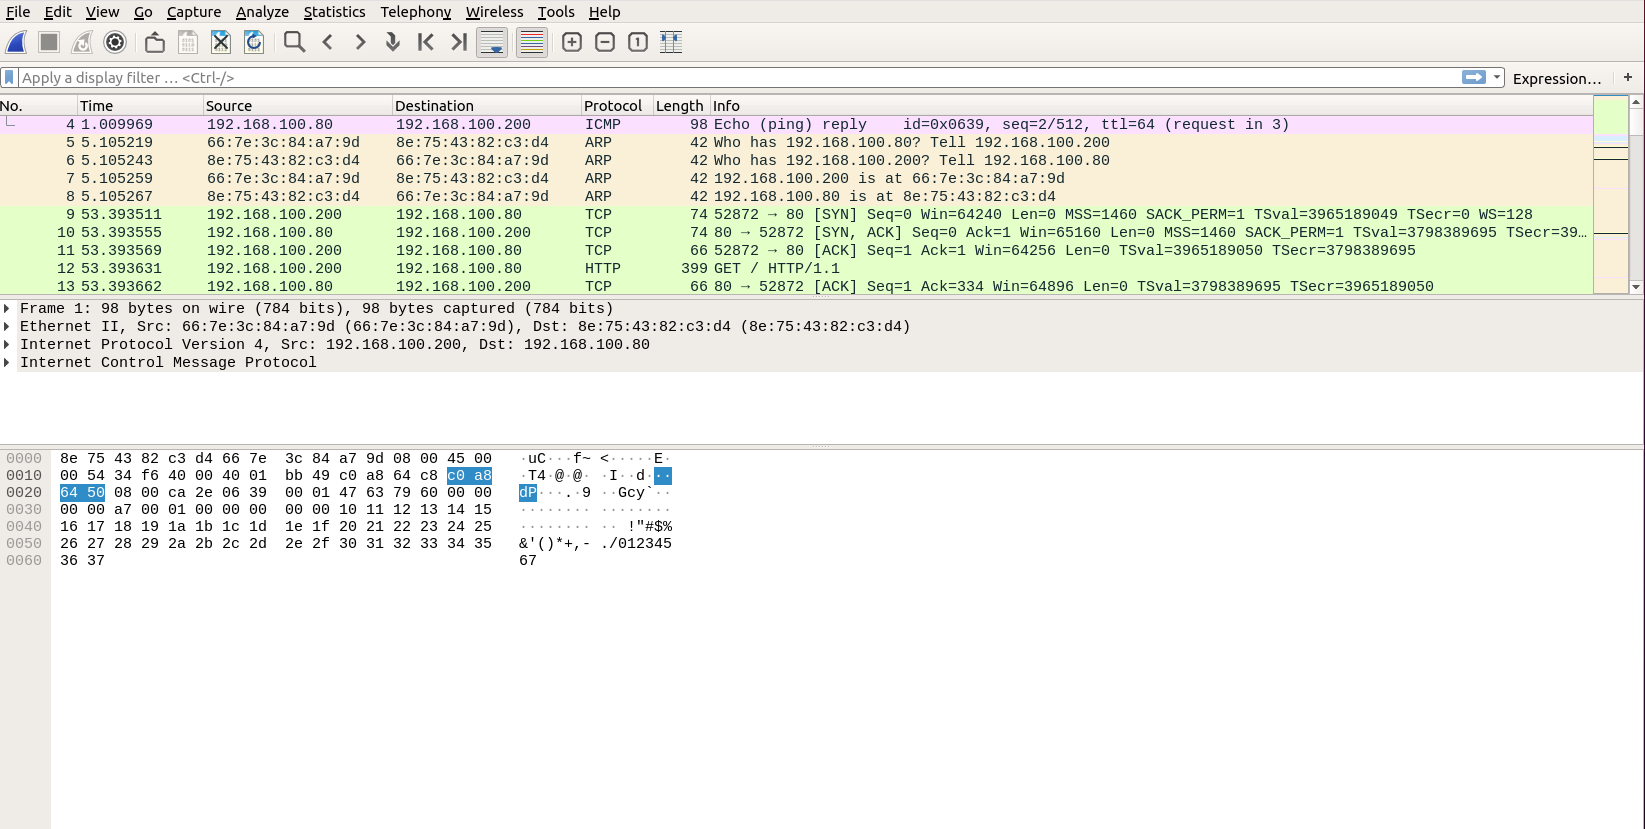 File Edit View Go Capture Analyze Statistics Telephony Wireless Tools Help
Apply a display filter … <Ctrl-/> Expression… +
No. Time Source Destination Protocol Length Info
4 1.009969 192.168.100.80 192.168.100.200 ICMP 98 Echo (ping) reply id=0x0639, seq=2/512, ttl=64 (request in 3)
5 5.105219 66:7e:3c:84:a7:9d 8e:75:43:82:c3:d4 ARP 42 Who has 192.168.100.80? Tell 192.168.100.200
6 5.105243 8e:75:43:82:c3:d4 66:7e:3c:84:a7:9d ARP 42 Who has 192.168.100.200? Tell 192.168.100.80
7 5.105259 66:7e:3c:84:a7:9d 8e:75:43:82:c3:d4 ARP 42 192.168.100.200 is at 66:7e:3c:84:a7:9d
8 5.105267 8e:75:43:82:c3:d4 66:7e:3c:84:a7:9d ARP 42 192.168.100.80 is at 8e:75:43:82:c3:d4
9 53.393511 192.168.100.200 192.168.100.80 TCP 74 52872 → 80 [SYN] Seq=0 Win=64240 Len=0 MSS=1460 SACK_PERM=1 TSval=3965189049 TSecr=0 WS=128
10 53.393555 192.168.100.80 192.168.100.200 TCP 74 80 → 52872 [SYN, ACK] Seq=0 Ack=1 Win=65160 Len=0 MSS=1460 SACK_PERM=1 TSval=3798389695 TSecr=39…
11 53.393569 192.168.100.200 192.168.100.80 TCP 66 52872 → 80 [ACK] Seq=1 Ack=1 Win=64256 Len=0 TSval=3965189050 TSecr=3798389695
12 53.393631 192.168.100.200 192.168.100.80 HTTP 399 GET / HTTP/1.1
13 53.393662 192.168.100.80 192.168.100.200 TCP 66 80 → 52872 [ACK] Seq=1 Ack=334 Win=64896 Len=0 TSval=3798389695 TSecr=3965189050
Frame 1: 98 bytes on wire (784 bits), 98 bytes captured (784 bits)
Ethernet II, Src: 66:7e:3c:84:a7:9d (66:7e:3c:84:a7:9d), Dst: 8e:75:43:82:c3:d4 (8e:75:43:82:c3:d4)
Internet Protocol Version 4, Src: 192.168.100.200, Dst: 192.168.100.80
Internet Control Message Protocol
0000 8e 75 43 82 c3 d4 66 7e 3c 84 a7 9d 08 00 45 00 ·uC···f~ <·····E·
0010 00 54 34 f6 40 00 40 01 bb 49 c0 a8 64 c8 c0 a8 ·T4·@·@· ·I··d···
0020 64 50 08 00 ca 2e 06 39 00 01 47 63 79 60 00 00 dP···.·9 ··Gcy`··
0030 00 00 a7 00 01 00 00 00 00 00 10 11 12 13 14 15 ········ ········
0040 16 17 18 19 1a 1b 1c 1d 1e 1f 20 21 22 23 24 25 ········ ·· !"#$%
0050 26 27 28 29 2a 2b 2c 2d 2e 2f 30 31 32 33 34 35 &'()*+,- ./012345
0060 36 37 67